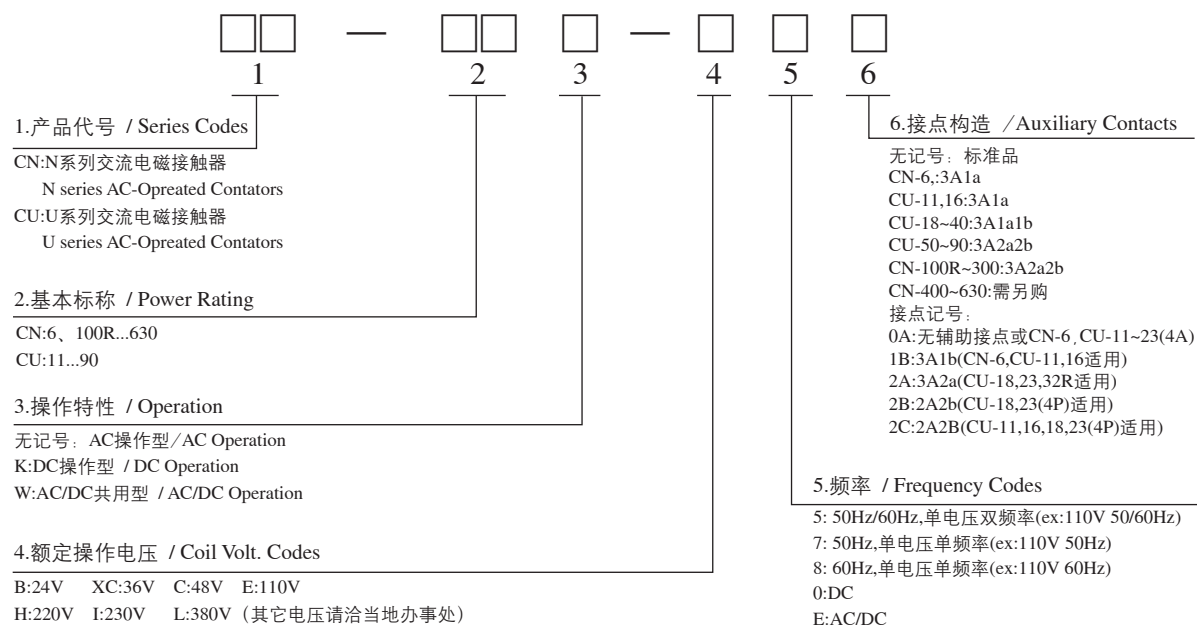 □□ — □□ □ — □ □ □
1 2 3 4 5 6
1.产品代号 / Series Codes
CN:N系列交流电磁接触器
N series AC-Opreated Contators
CU:U系列交流电磁接触器
U series AC-Opreated Contators
2.基本标称 / Power Rating
CN:6、100R...630
CU:11...90
3.操作特性 / Operation
无记号：AC操作型/AC Operation
K:DC操作型 / DC Operation
W:AC/DC共用型 / AC/DC Operation
4.额定操作电压 / Coil Volt. Codes
B:24V XC:36V C:48V E:110V
H:220V I:230V L:380V（其它电压请洽当地办事处）
6.接点构造 /Auxiliary Contacts
无记号：标准品
CN-6,:3A1a
CU-11,16:3A1a
CU-18~40:3A1a1b
CU-50~90:3A2a2b
CN-100R~300:3A2a2b
CN-400~630:需另购
接点记号：
0A:无辅助接点或CN-6,CU-11~23(4A)
1B:3A1b(CN-6,CU-11,16适用)
2A:3A2a(CU-18,23,32R适用)
2B:2A2b(CU-18,23(4P)适用)
2C:2A2B(CU-11,16,18,23(4P)适用)
5.频率 / Frequency Codes
5: 50Hz/60Hz,单电压双频率(ex:110V 50/60Hz)
7: 50Hz,单电压单频率(ex:110V 50Hz)
8: 60Hz,单电压单频率(ex:110V 60Hz)
0:DC
E:AC/DC